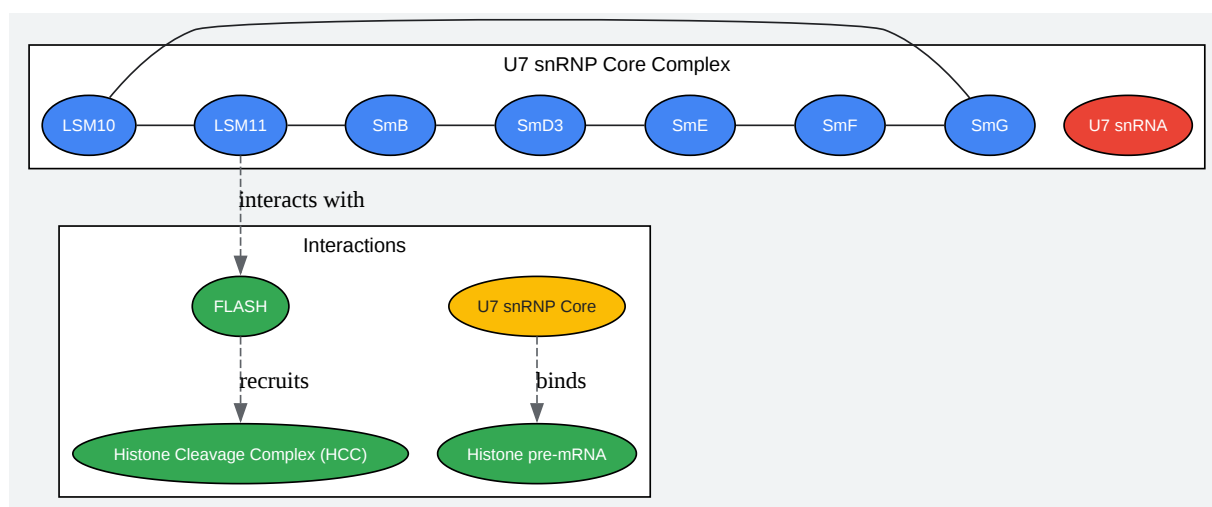 U7 snRNP Core Complex
LSM10
LSM11
SmB
SmD3
SmE
SmF
SmG
U7 snRNA
interacts with
Interactions
FLASH
U7 snRNP Core
recruits
binds
Histone Cleavage Complex (HCC)
Histone pre-mRNA